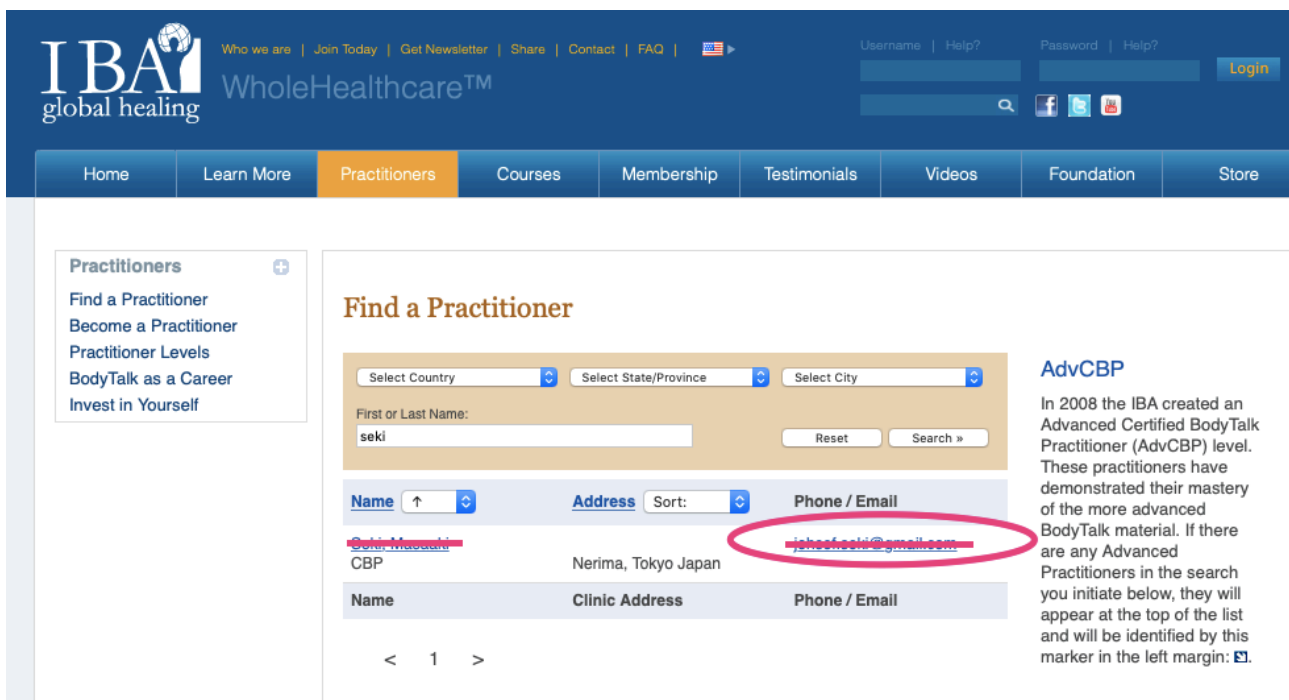 IBA
global healing
Who we are | Join Today | Get Newsletter | Share | Contact | FAQ |
WholeHealthcare™
Username | Help?
Password | Help?
Login
Home
Learn More
Practitioners
Courses
Membership
Testimonials
Videos
Foundation
Store
Practitioners
Find a Practitioner
Become a Practitioner
Practitioner Levels
BodyTalk as a Career
Invest in Yourself
Find a Practitioner
Select Country
Select State/Province
Select City
First or Last Name:
seki
Reset
Search »
Name ↑
Address Sort:
Phone / Email
CBP
Nerima, Tokyo Japan
Name
Clinic Address
Phone / Email
< 1 >
AdvCBP
In 2008 the IBA created an
Advanced Certified BodyTalk
Practitioner (AdvCBP) level.
These practitioners have
demonstrated their mastery
of the more advanced
BodyTalk material. If there
are any Advanced
Practitioners in the search
you initiate below, they will
appear at the top of the list
and will be identified by this
marker in the left margin: .